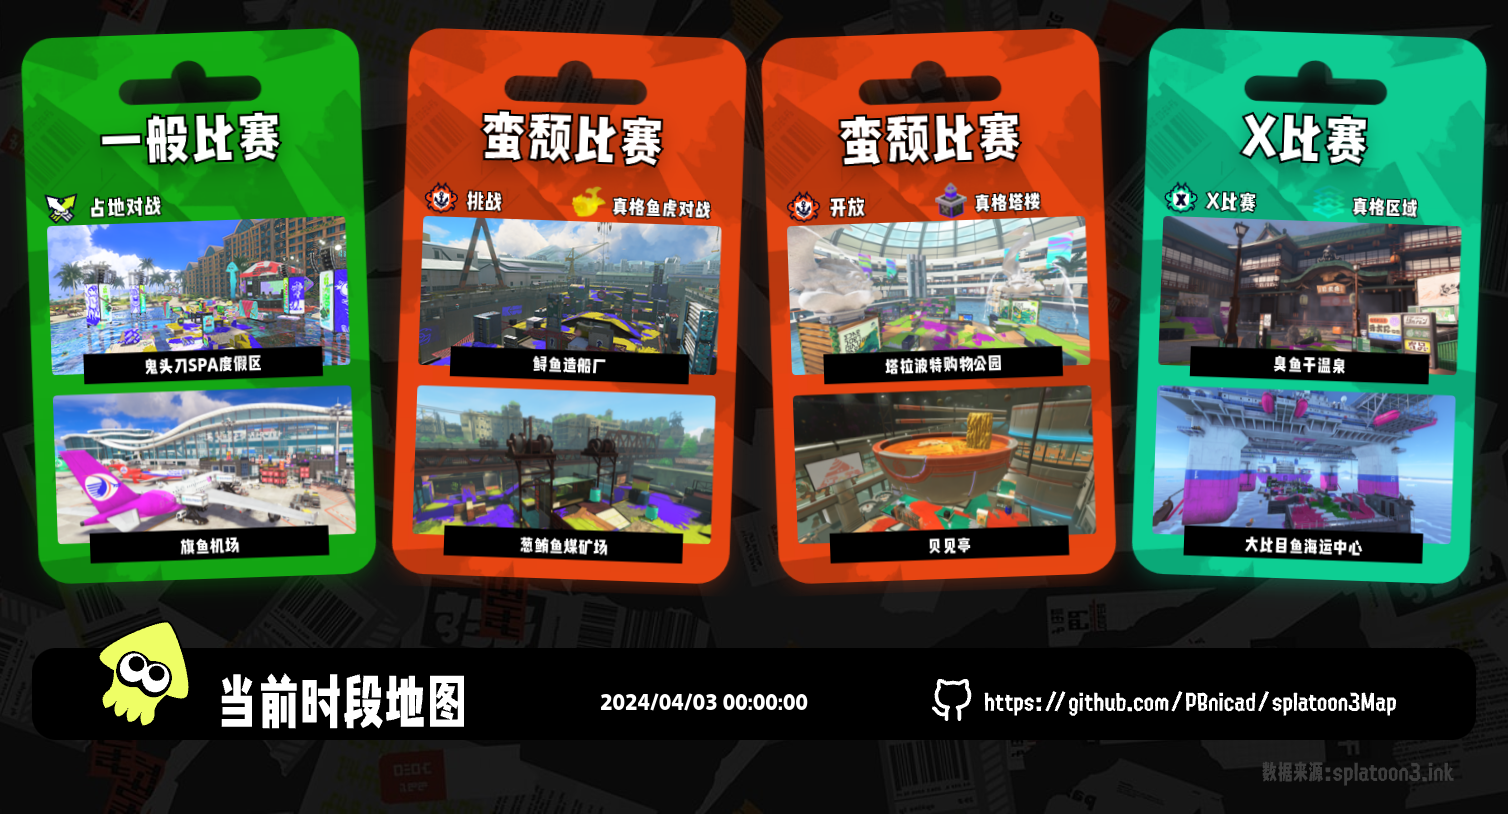 一般比赛
占地对战
鬼头刀SPA度假区
旗鱼机场
蛮颓比赛
挑战
真格鱼虎对战
鲟鱼造船厂
葱鲔鱼煤矿场
蛮颓比赛
开放
真格塔楼
塔拉波特购物公园
贝见亭
X比赛
X比赛
真格区域
臭鱼干温泉
大比目鱼海运中心
当前时段地图
2024/04/03 00:00:00
https://github.com/PBnicad/splatoon3Map
数据来源:splatoon3.ink